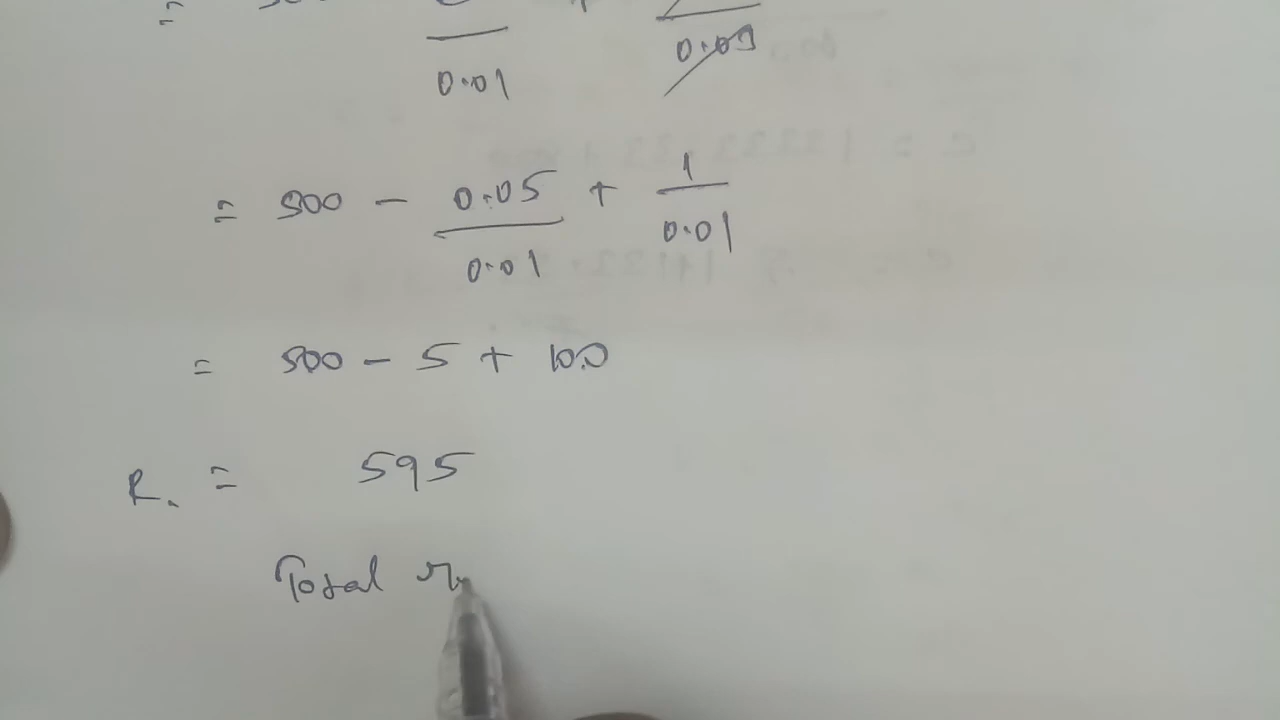 =
0.01 0.09
= 500 - 0.05/0.01 + 1/0.01
= 500 - 5 + 100
R. = 595
Total